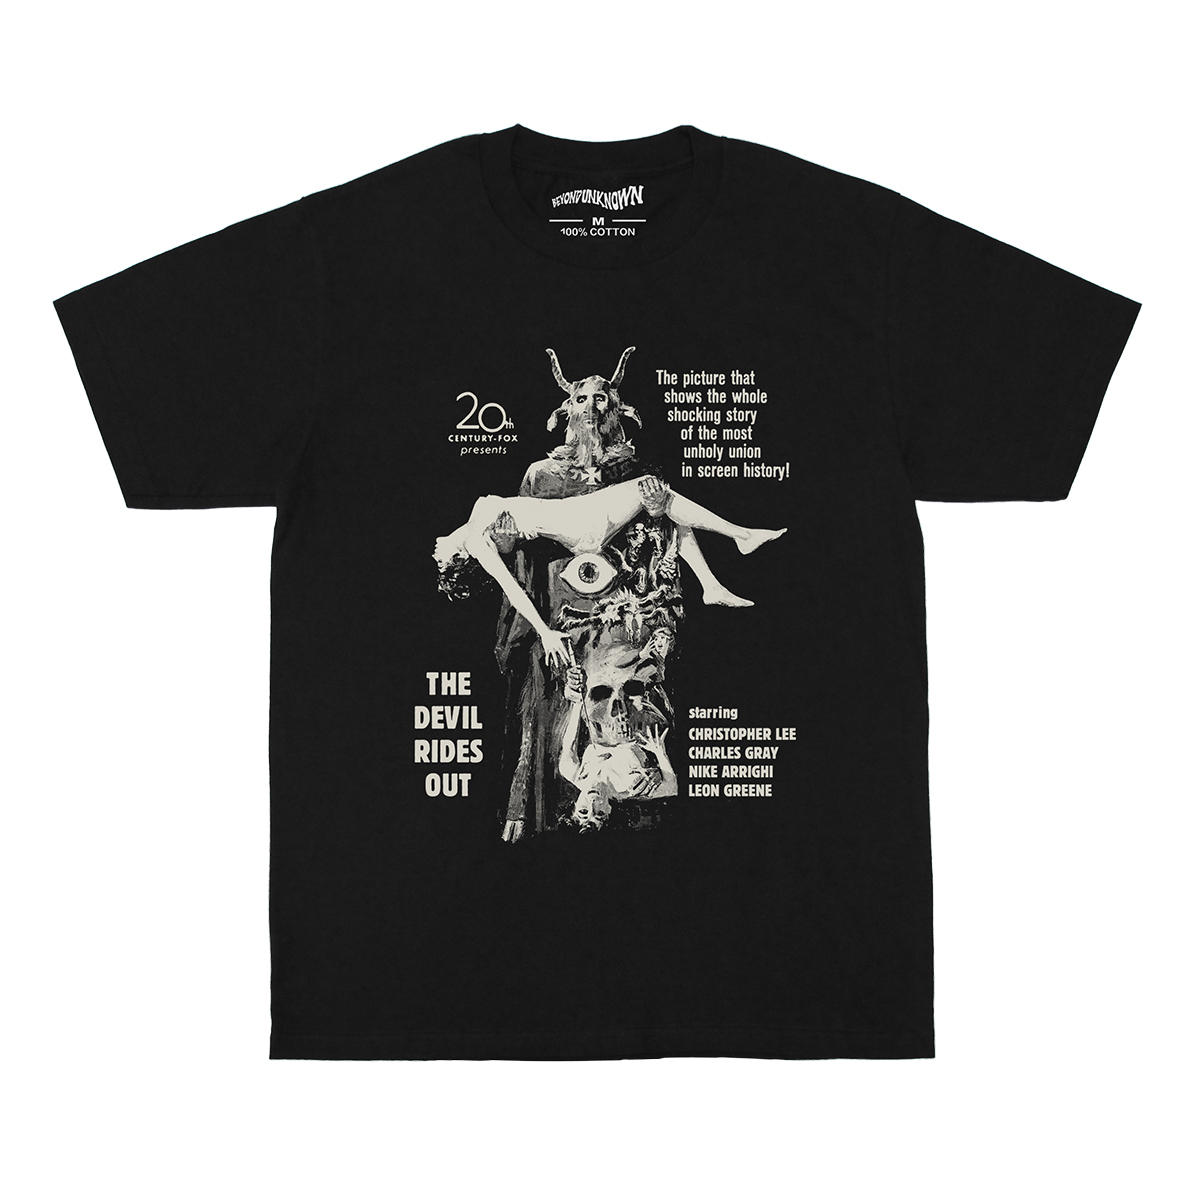 BEYONDUNKNOWN
M
100% COTTON
20th
CENTURY-FOX
presents
The picture that
shows the whole
shocking story
of the most
unholy union
in screen history!
THE
DEVIL
RIDES
OUT
starring
CHRISTOPHER LEE
CHARLES GRAY
NIKE ARRIGHI
LEON GREENE